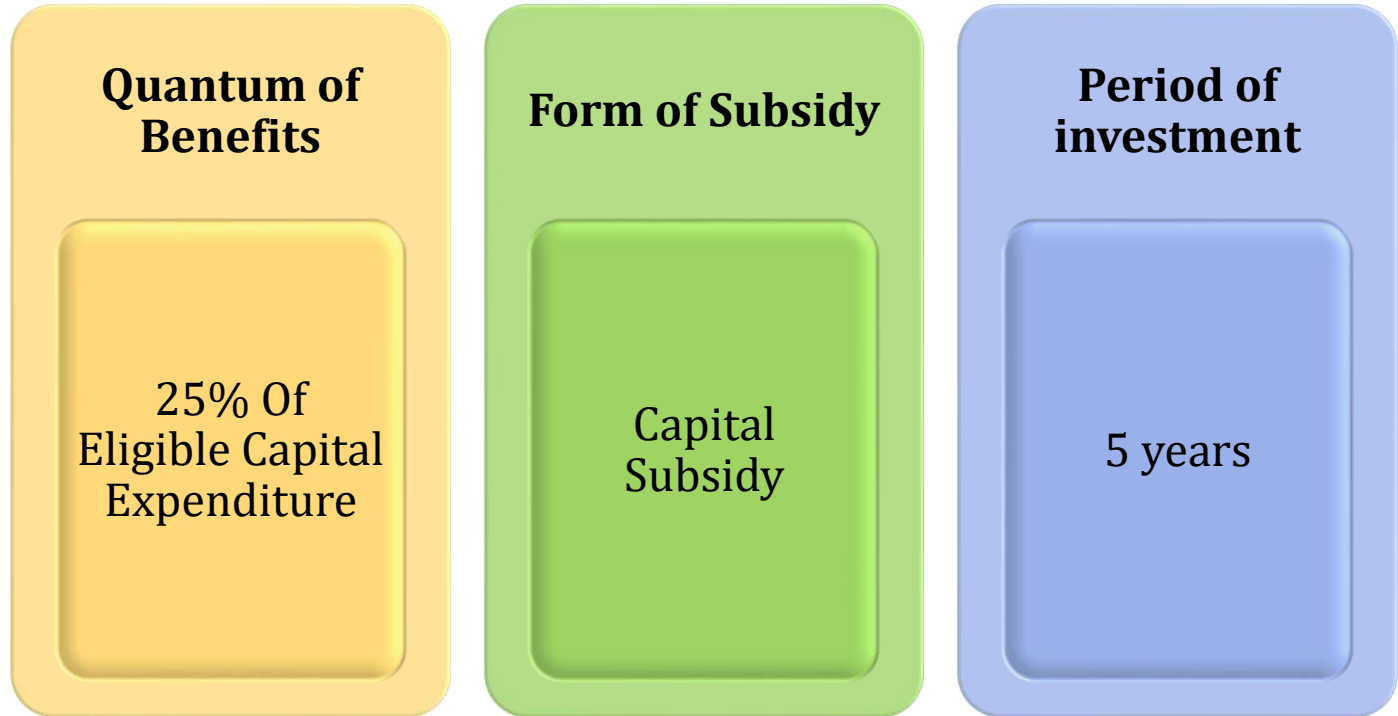 Quantum of
Benefits
25% Of
Eligible Capital
Expenditure
Form of Subsidy
Capital
Subsidy
Period of
investment
5 years